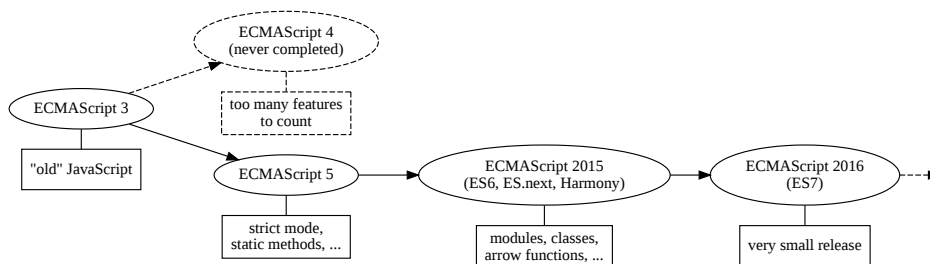 ECMAScript 4
(never completed)
too many features
to count
ECMAScript 3
"old" JavaScript
ECMAScript 5
strict mode,
static methods, ...
ECMAScript 2015
(ES6, ES.next, Harmony)
modules, classes,
arrow functions, ...
ECMAScript 2016
(ES7)
very small release